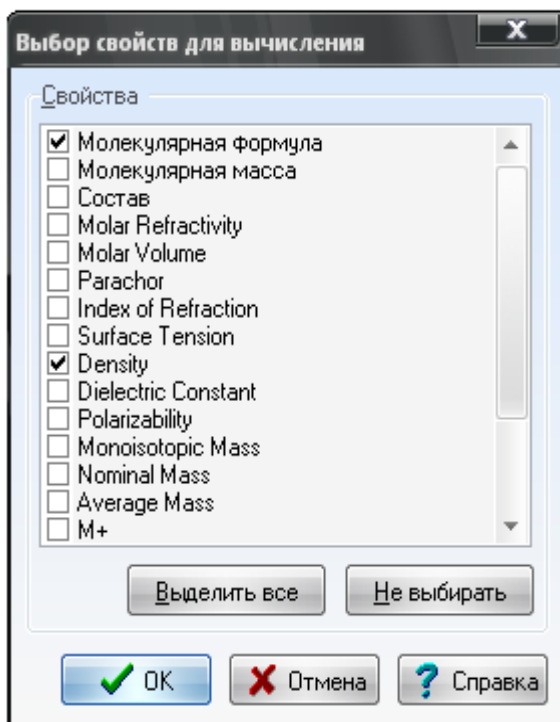 Выбор свойств для вычисления
X
Свойства
Молекулярная формула
Молекулярная масса
Состав
Molar Refractivity
Molar Volume
Parachor
Index of Refraction
Surface Tension
Density
Dielectric Constant
Polarizability
Monoisotopic Mass
Nominal Mass
Average Mass
M+
Выделить все Не выбирать
OK Отмена ? Справка